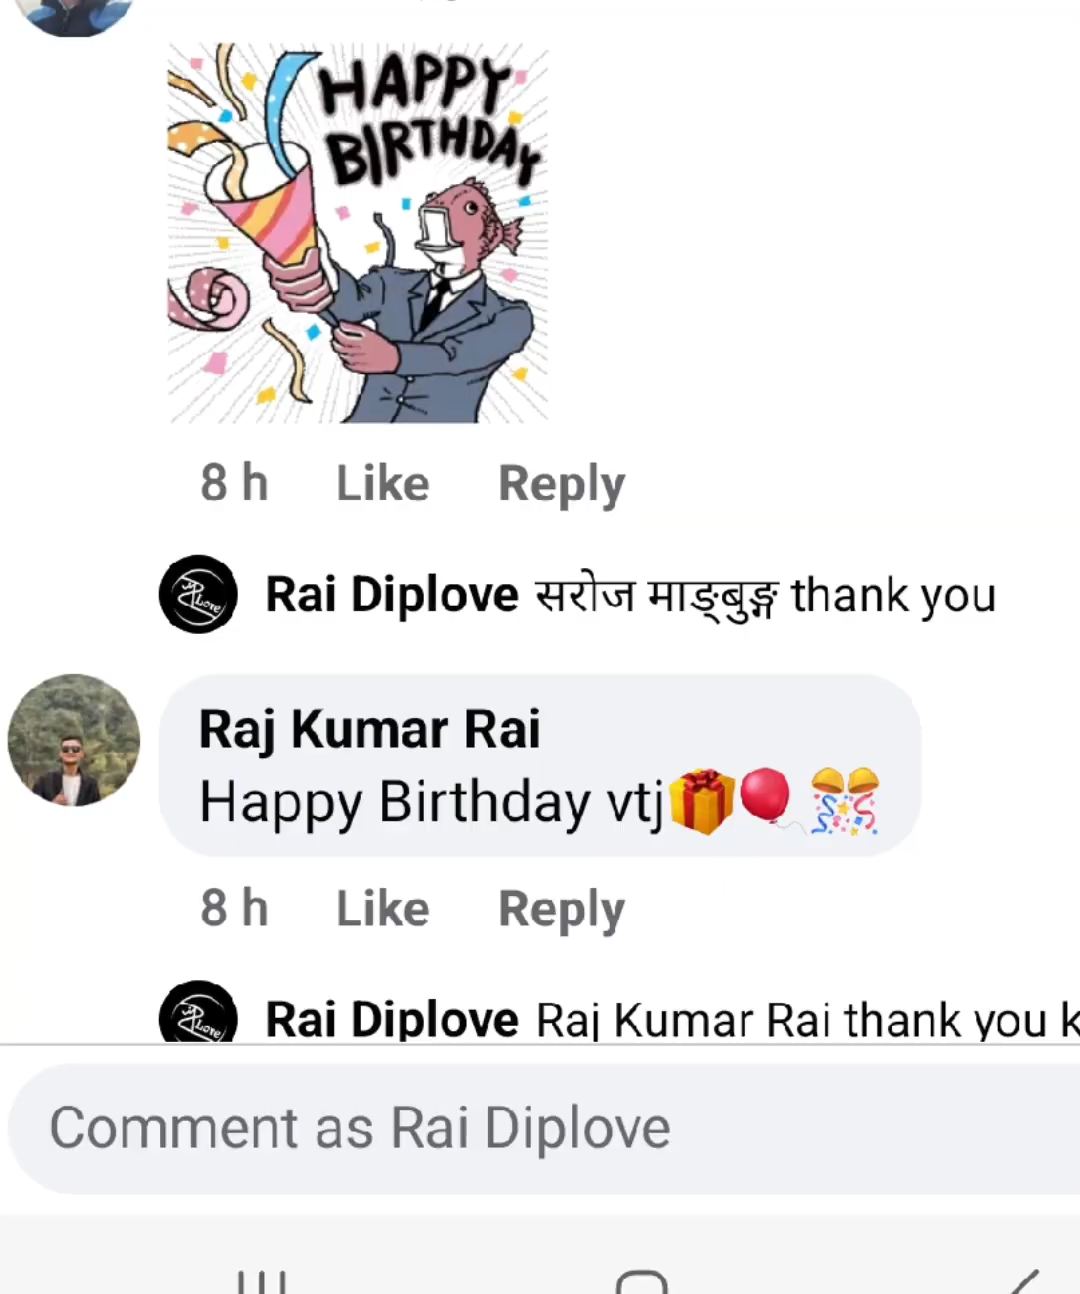 HAPPY
BIRTHDAY
8 h Like Reply
Rai Diplove सरोज माङ्बुङ्ग thank you
Raj Kumar Rai
Happy Birthday vtj🎁🎈🎊
8 h Like Reply
Rai Diplove Raj Kumar Rai thank you
Comment as Rai Diplove